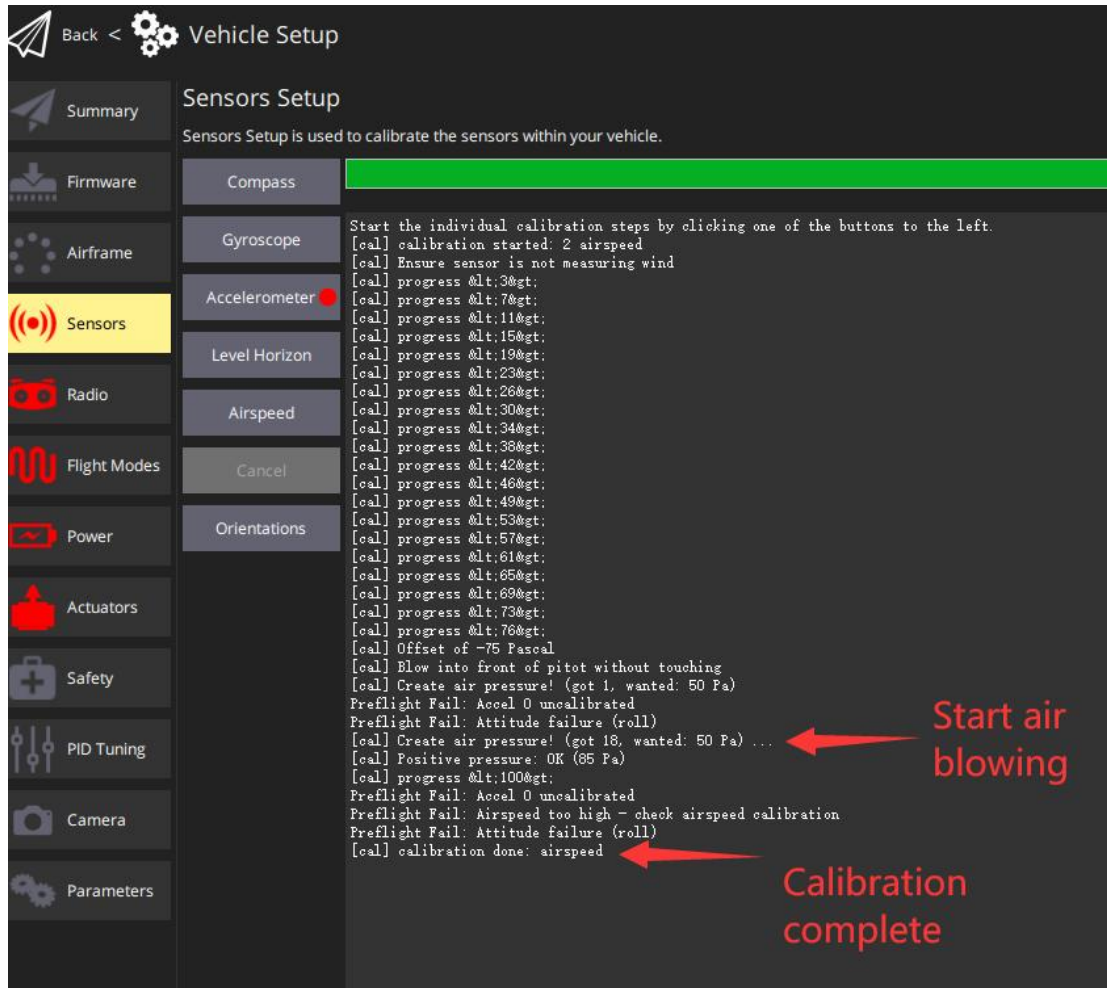 Back < Vehicle Setup
Summary
Firmware
Airframe
Sensors
Radio
Flight Modes
Power
Actuators
Safety
PID Tuning
Camera
Parameters
Sensors Setup
Sensors Setup is used to calibrate the sensors within your vehicle.
Compass
Gyroscope
Accelerometer
Level Horizon
Airspeed
Cancel
Orientations
Start the individual calibration steps by clicking one of the buttons to the left.
[cal] calibration started: 2 airspeed
[cal] Ensure sensor is not measuring wind
[cal] progress &lt;3&gt;
[cal] progress &lt;7&gt;
[cal] progress &lt;11&gt;
[cal] progress &lt;15&gt;
[cal] progress &lt;19&gt;
[cal] progress &lt;23&gt;
[cal] progress &lt;26&gt;
[cal] progress &lt;30&gt;
[cal] progress &lt;34&gt;
[cal] progress &lt;38&gt;
[cal] progress &lt;42&gt;
[cal] progress &lt;46&gt;
[cal] progress &lt;49&gt;
[cal] progress &lt;53&gt;
[cal] progress &lt;57&gt;
[cal] progress &lt;61&gt;
[cal] progress &lt;65&gt;
[cal] progress &lt;69&gt;
[cal] progress &lt;73&gt;
[cal] progress &lt;76&gt;
[cal] Offset of -75 Pascal
[cal] Blow into front of pitot without touching
[cal] Create air pressure! (got 1, wanted: 50 Pa)
Preflight Fail: Accel 0 uncalibrated
Preflight Fail: Attitude failure (roll)
[cal] Create air pressure! (got 18, wanted: 50 Pa) ...
[cal] Positive pressure: OK (85 Pa)
[cal] progress &lt;100&gt;
Preflight Fail: Accel 0 uncalibrated
Preflight Fail: Airspeed too high - check airspeed calibration
Preflight Fail: Attitude failure (roll)
[cal] calibration done: airspeed
Start air
blowing
Calibration
complete